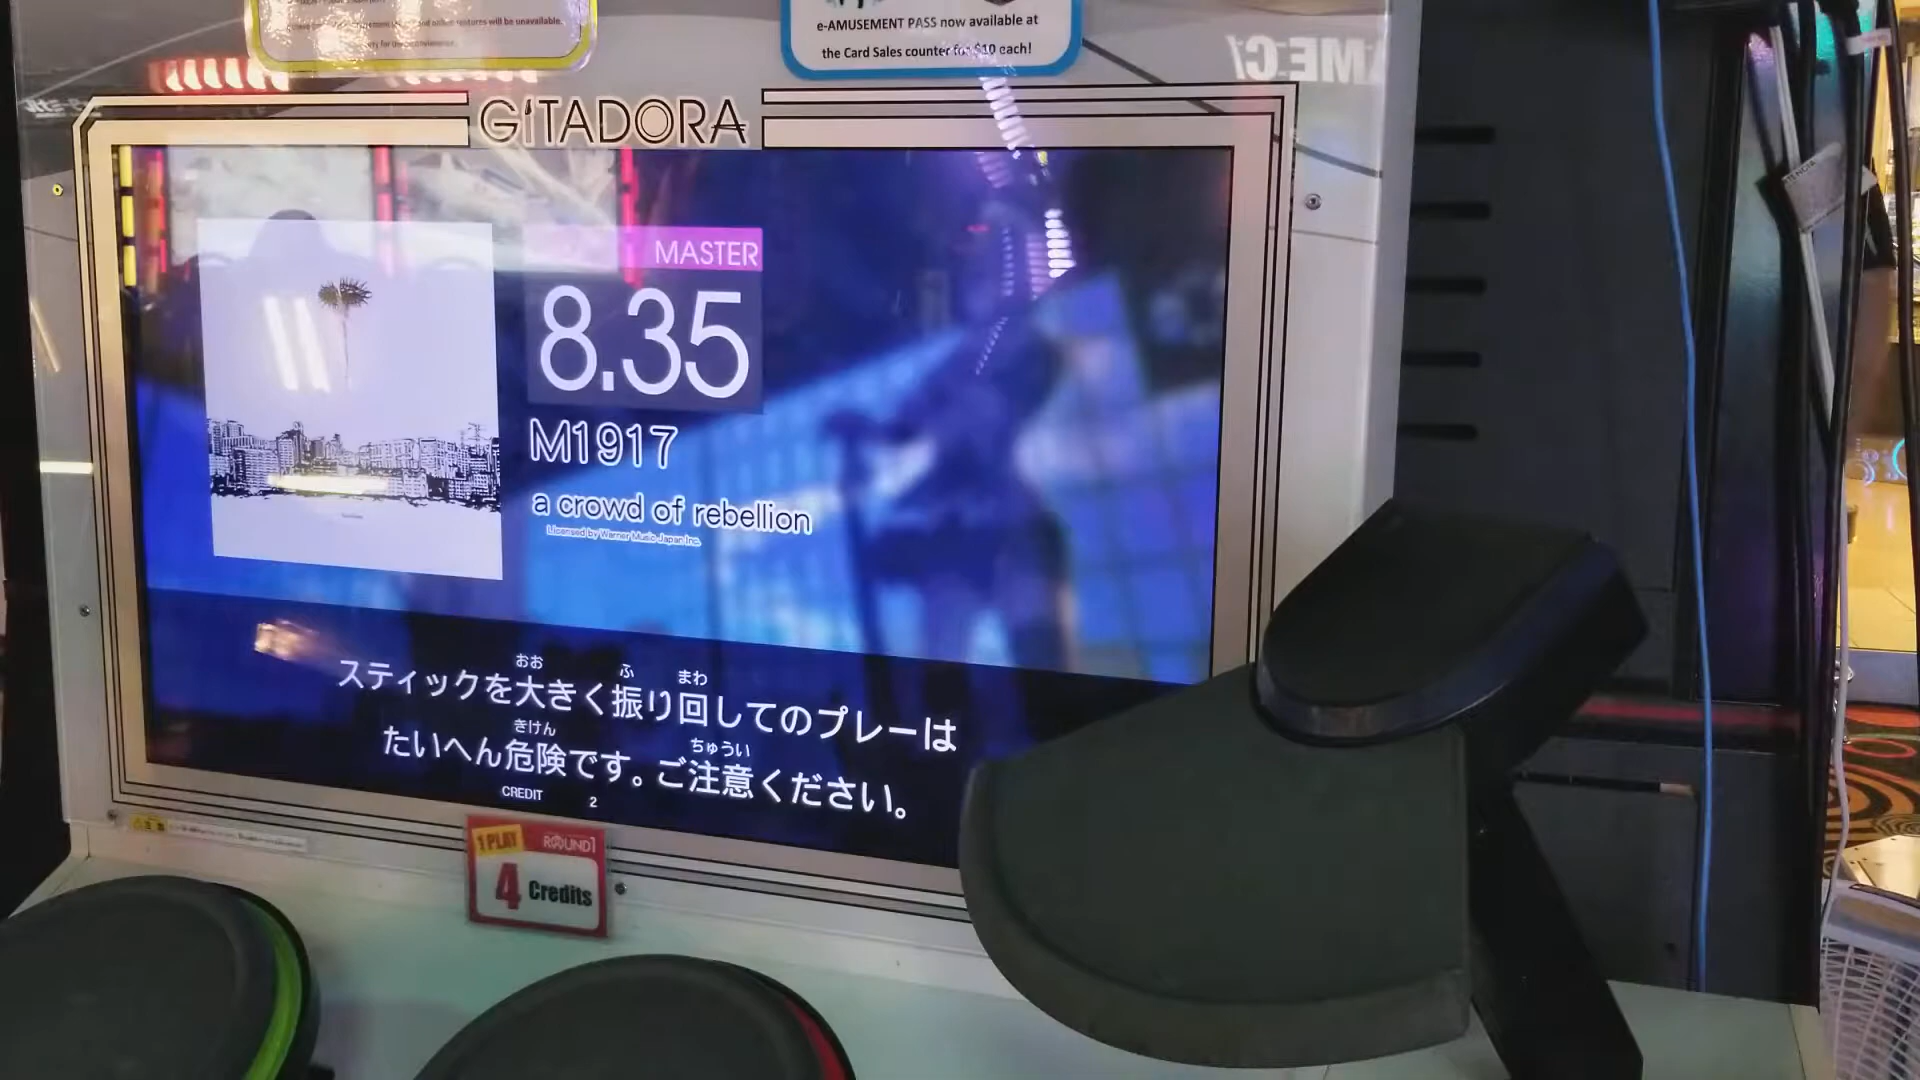 e-AMUSEMENT PASS now available at
the Card Sales counter for $10 each!
GITADORA
MASTER
8.35
M1917
a crowd of rebellion
Licensed by Warner Music Japan Inc.
スティックを大きく振り回してのプレーは
たいへん危険です。ご注意ください。
CREDIT 2
1 PLAY ROUND1
4 Credits